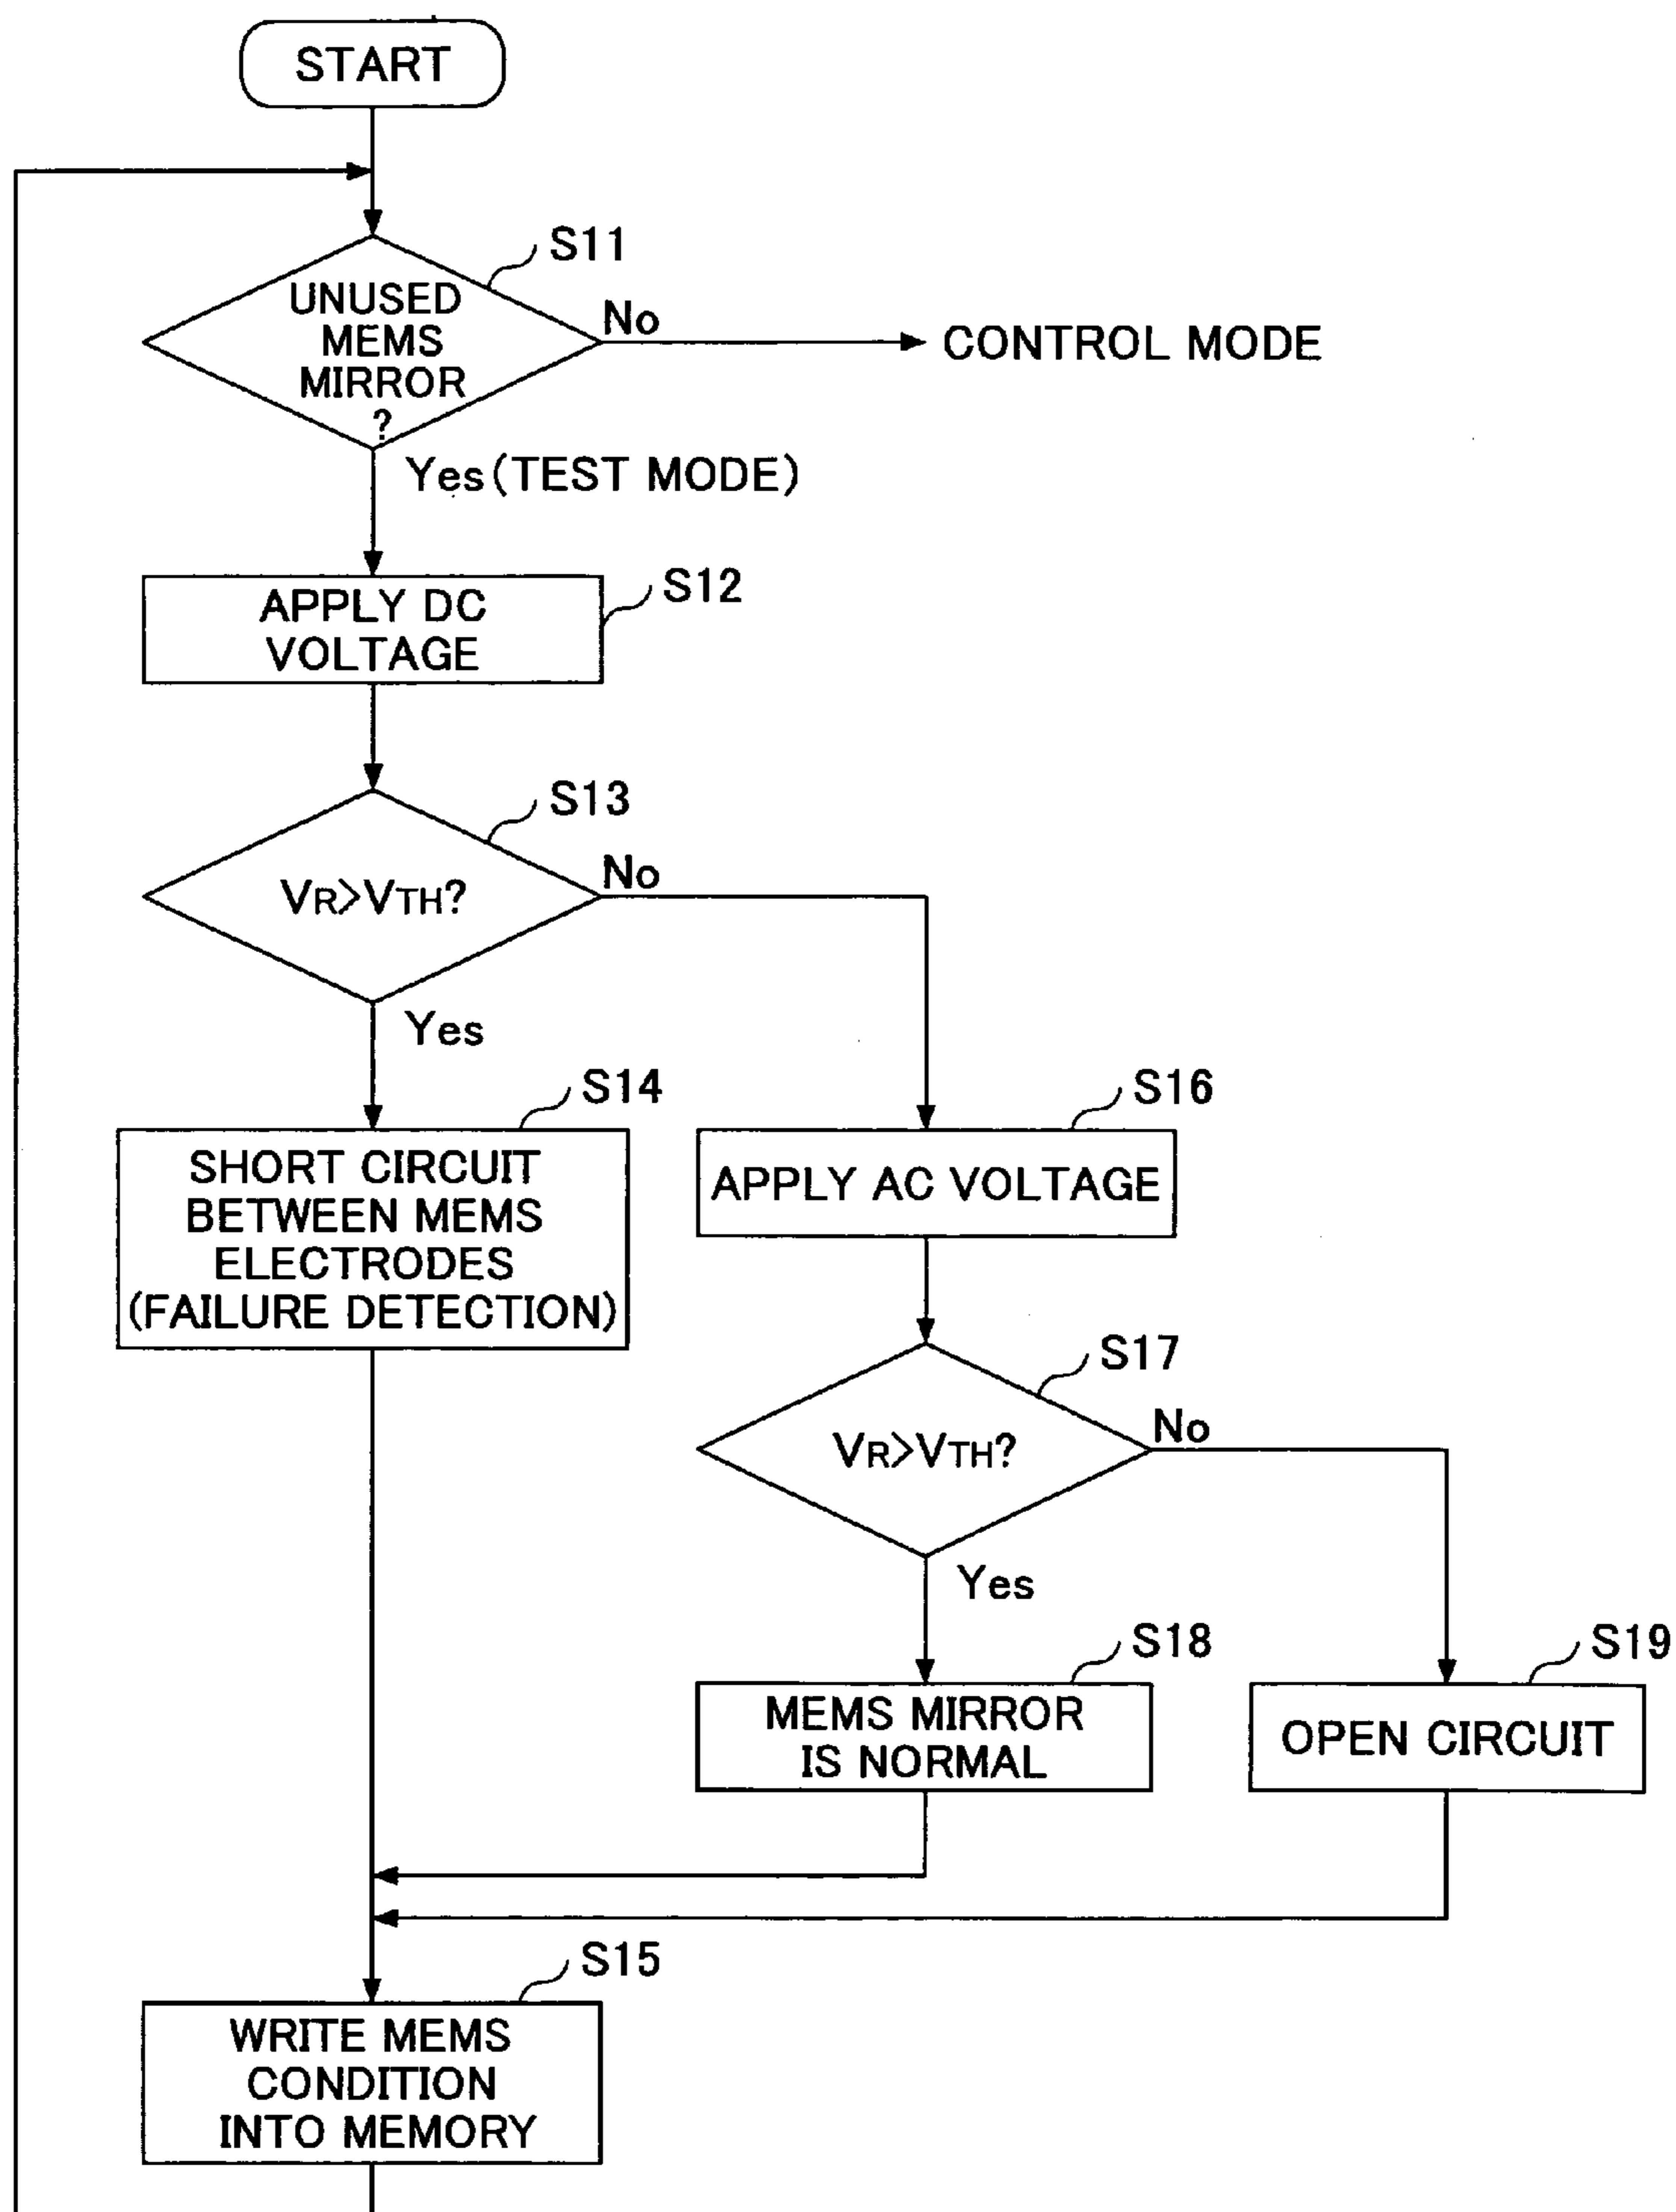 START
S11
UNUSED
MEMS
MIRROR
?
No
CONTROL MODE
Yes(TEST MODE)
S12
APPLY DC
VOLTAGE
S13
VR>VTH?
No
Yes
S14
SHORT CIRCUIT
BETWEEN MEMS
ELECTRODES
(FAILURE DETECTION)
S16
APPLY AC VOLTAGE
S17
VR>VTH?
No
Yes
S18
MEMS MIRROR
IS NORMAL
S19
OPEN CIRCUIT
S15
WRITE MEMS
CONDITION
INTO MEMORY